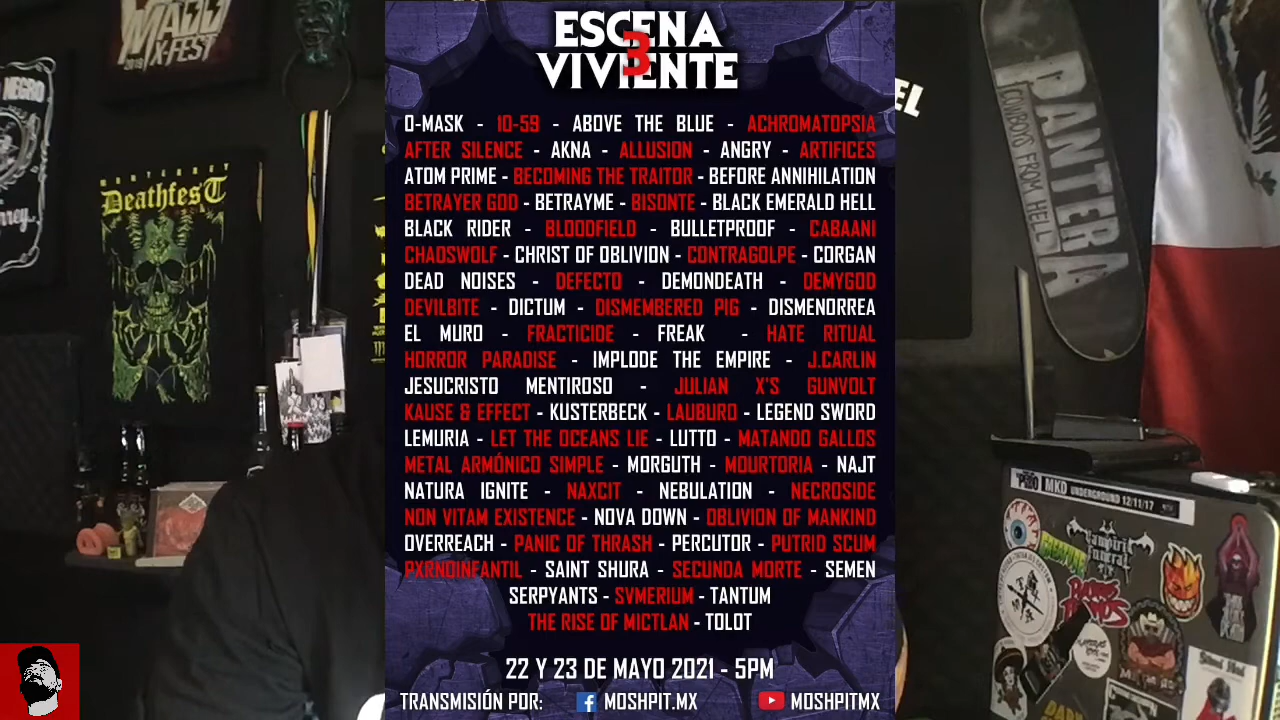 ESCENA
3
VIVIENTE
O-MASK - 10-59 - ABOVE THE BLUE - ACHROMATOPSIA
AFTER SILENCE - AKNA - ALLUSION - ANGRY - ARTIFICES
ATOM PRIME - BECOMING THE TRAITOR - BEFORE ANNIHILATION
BETRAYER GOD - BETRAYME - BISONTE - BLACK EMERALD HELL
BLACK RIDER - BLOODFIELD - BULLETPROOF - CABAANI
CHAOSWOLF - CHRIST OF OBLIVION - CONTRAGOLPE - CORGAN
DEAD NOISES - DEFECTO - DEMONDEATH - DEMYGOD
DEVILBITE - DICTUM - DISMEMBERED PIG - DISMENORREA
EL MURO - FRACTICIDE - FREAK - HATE RITUAL
HORROR PARADISE - IMPLODE THE EMPIRE - J.CARLIN
JESUCRISTO MENTIROSO - JULIAN X'S GUNVOLT
KAUSE & EFFECT - KUSTERBECK - LAUBURO - LEGEND SWORD
LEMURIA - LET THE OCEANS LIE - LUTTO - MATANDO GALLOS
METAL ARMÓNICO SIMPLE - MORGUTH - MOURTORIA - NAJT
NATURA IGNITE - NAXCIT - NEBULATION - NECROSIDE
NON VITAM EXISTENCE - NOVA DOWN - OBLIVION OF MANKIND
OVERREACH - PANIC OF THRASH - PERCUTOR - PUTRID SCUM
PXRNOINFANTIL - SAINT SHURA - SECUNDA MORTE - SEMEN
SERPYANTS - SVMERIUM - TANTUM
THE RISE OF MICTLAN - TOLOT
22 Y 23 DE MAYO 2021 - 5PM
TRANSMISIÓN POR: MOSHPIT.MX MOSHPITMX
MASS
X-FEST
NEGRO
MONTERREY
Deathfest
EL
PANTERA
COWBOYS FROM HELL
MKD UNDERGROUND 12/11/17
Vampiric
Funeral